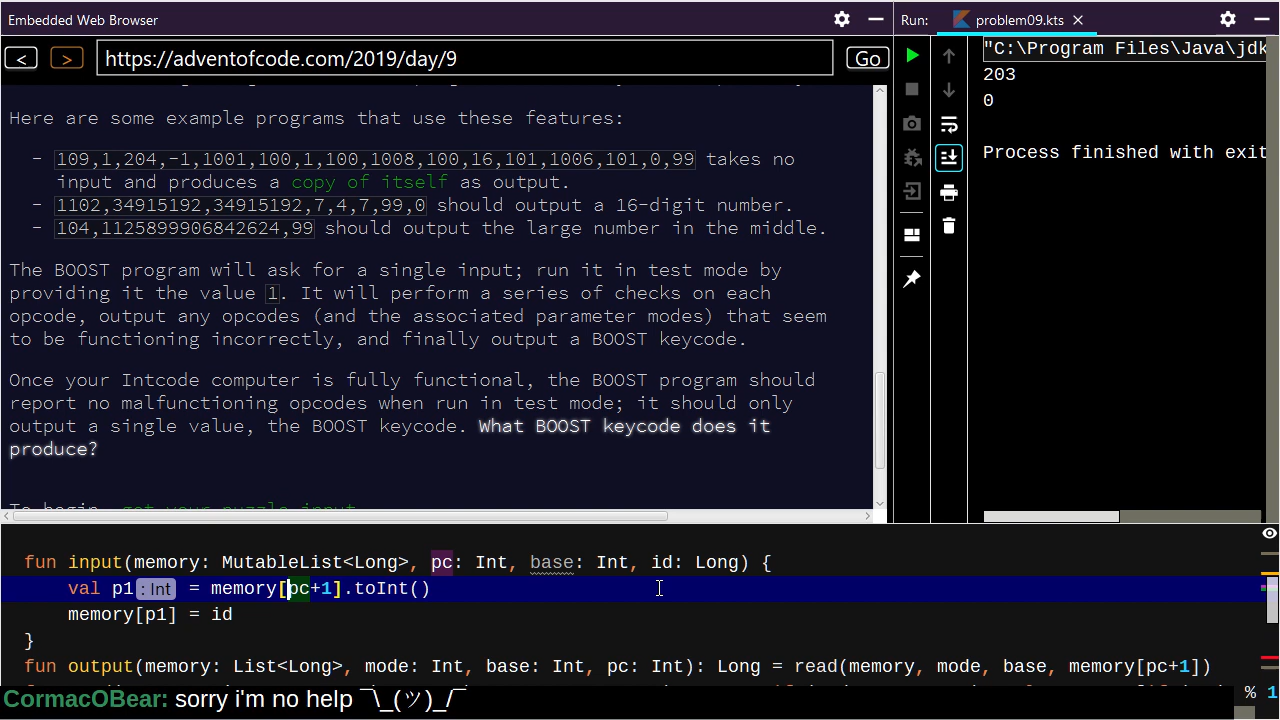 Embedded Web Browser
https://adventofcode.com/2019/day/9
Go
Here are some example programs that use these features:
- 109,1,204,-1,1001,100,1,100,1008,100,16,101,1006,101,0,99 takes no
input and produces a copy of itself as output.
- 1102,34915192,34915192,7,4,7,99,0 should output a 16-digit number.
- 104,1125899906842624,99 should output the large number in the middle.
The BOOST program will ask for a single input; run it in test mode by
providing it the value 1. It will perform a series of checks on each
opcode, output any opcodes (and the associated parameter modes) that seem
to be functioning incorrectly, and finally output a BOOST keycode.
Once your Intcode computer is fully functional, the BOOST program should
report no malfunctioning opcodes when run in test mode; it should only
output a single value, the BOOST keycode. What BOOST keycode does it
produce?
To begin, get your puzzle input.
Run: problem09.kts
"C:\Program Files\Java\jdk
203
0
Process finished with exit
fun input(memory: MutableList<Long>, pc: Int, base: Int, id: Long) {
val p1 : Int = memory[pc+1].toInt()
memory[p1] = id
}
fun output(memory: List<Long>, mode: Int, base: Int, pc: Int): Long = read(memory, mode, base, memory[pc+1])
CormacOBear: sorry i'm no help ¯\_(ツ)_/¯
% 1